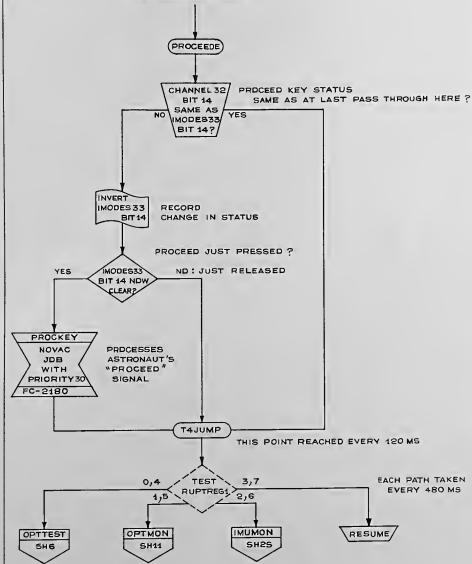 PROCEEDE
CHANNEL 32
BIT 14
SAME AS
IMODES33
BIT 14?
PROCEED KEY STATUS
SAME AS AT LAST PASS THROUGH HERE ?
NO
YES
INVERT
IMODES 33
BIT 14
RECORD
CHANGE IN STATUS
PROCEED JUST PRESSED ?
YES
IMODES33
BIT 14 NOW
CLEAR?
NO : JUST RELEASED
PROCKEY
NOVAC
JOB
WITH
PRIORITY 30
FC-2180
PROCESSES
ASTRONAUT'S
"PROCEED"
SIGNAL
T4JUMP
THIS POINT REACHED EVERY 120 MS
TEST
RUPTREG1
0,4
3,7
1,5
2,6
EACH PATH TAKEN
EVERY 480 MS
OPTTEST
SH6
OPTMON
SH11
IMUMON
SH25
RESUME